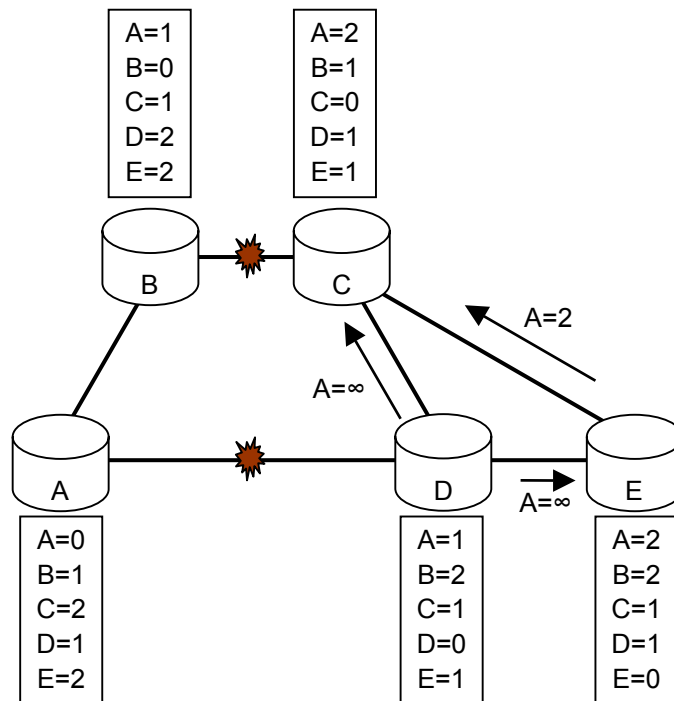 A=1
B=0
C=1
D=2
E=2
A=2
B=1
C=0
D=1
E=1
B
C
A=2
A=∞
A
D
E
A=∞
A=0
B=1
C=2
D=1
E=2
A=1
B=2
C=1
D=0
E=1
A=2
B=2
C=1
D=1
E=0